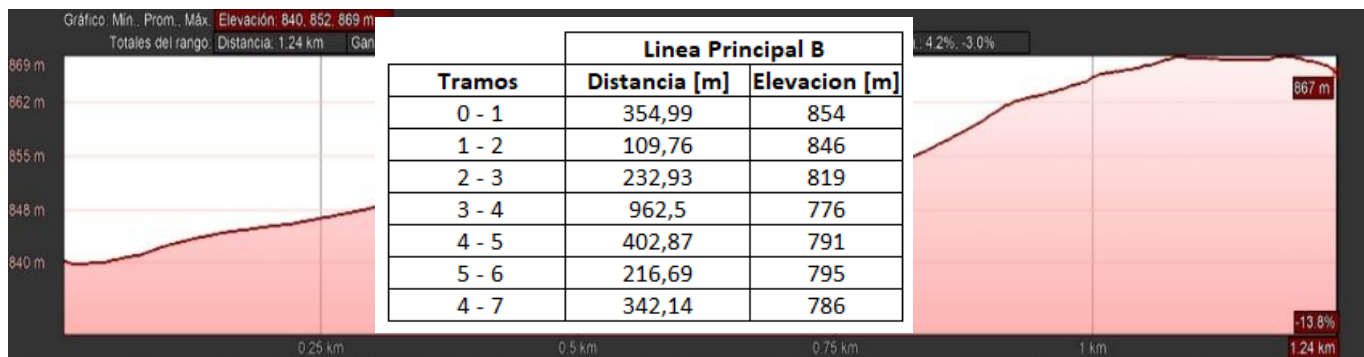 Gráfico: Mín., Prom., Máx. Elevación: 840, 852, 869 m
Totales del rango: Distancia: 1.24 km Gan .: 4.2%, -3.0%
Linea Principal B
Tramos Distancia [m] Elevacion [m]
0 - 1 354,99 854
1 - 2 109,76 846
2 - 3 232,93 819
3 - 4 962,5 776
4 - 5 402,87 791
5 - 6 216,69 795
4 - 7 342,14 786
869 m
862 m
855 m
848 m
840 m
867 m
-13.8%
0.25 km 0.5 km 0.75 km 1 km 1.24 km